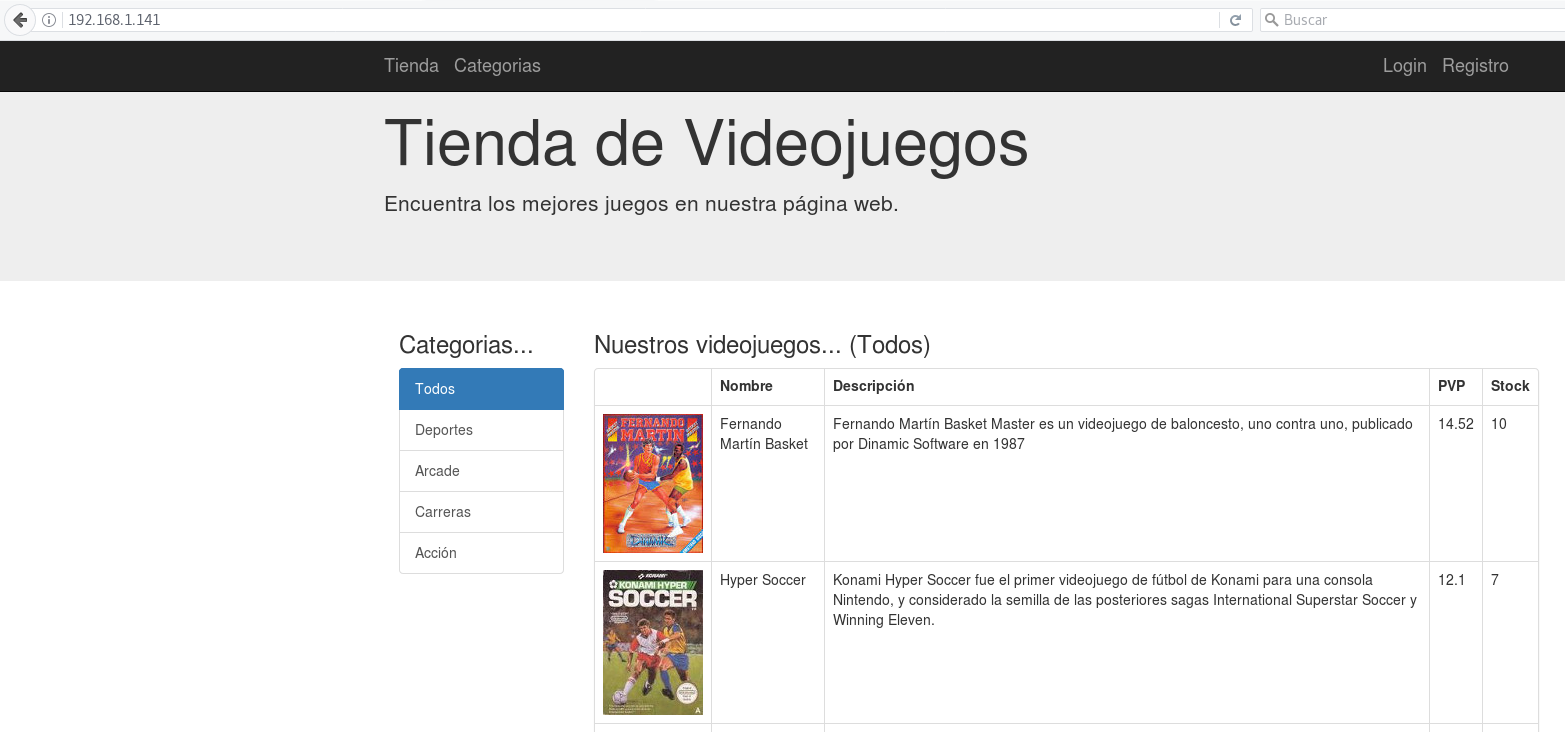 192.168.1.141
Buscar
Tienda Categorias
Login Registro
Tienda de Videojuegos
Encuentra los mejores juegos en nuestra página web.
Categorias...
Todos
Deportes
Arcade
Carreras
Acción
Nuestros videojuegos... (Todos)
Nombre Descripción PVP Stock
FERNANDO
MARTIN
DINAMIC
Fernando
Martín Basket
Fernando Martín Basket Master es un videojuego de baloncesto, uno contra uno, publicado
por Dinamic Software en 1987
14.52
10
KONAMI
KONAMI HYPER
SOCCER
Hyper Soccer
Konami Hyper Soccer fue el primer videojuego de fútbol de Konami para una consola
Nintendo, y considerado la semilla de las posteriores sagas International Superstar Soccer y
Winning Eleven.
12.1
7